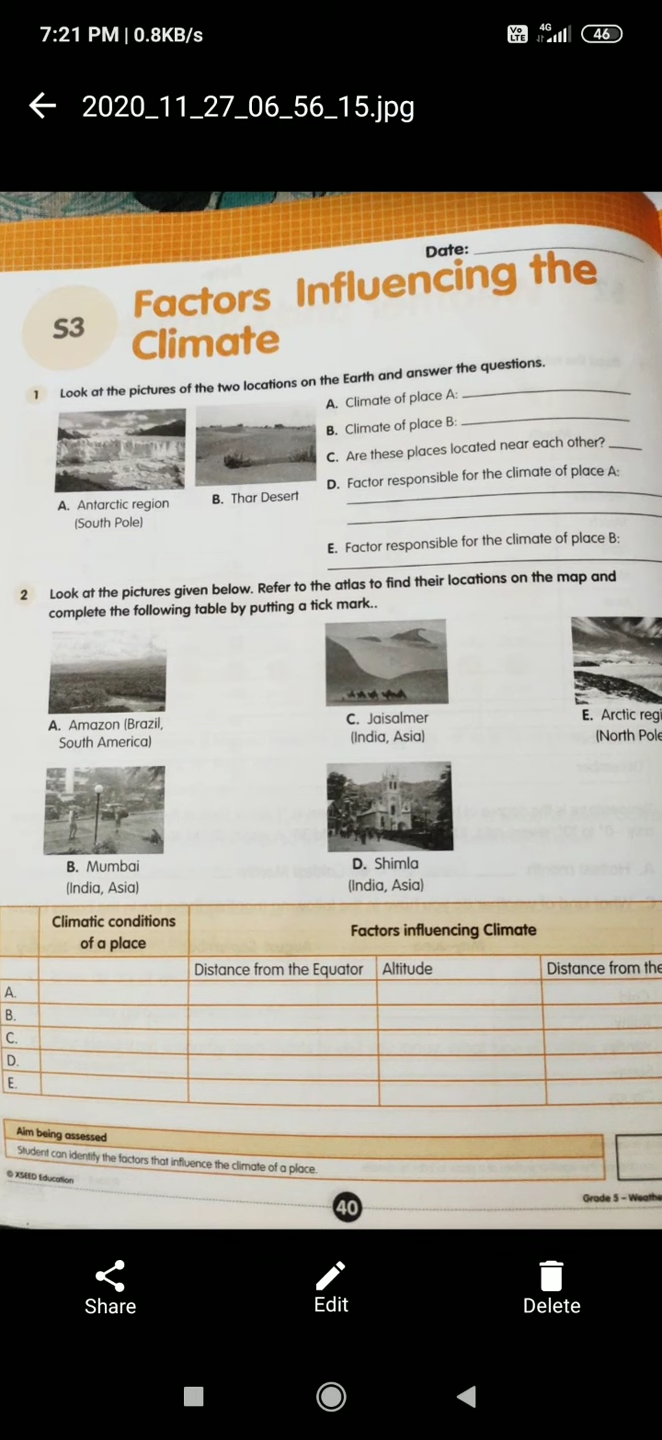 7:21 PM | 0.8KB/s
Vo LTE 4G 46
2020_11_27_06_56_15.jpg
Date:
S3
Factors Influencing the
Climate
1 Look at the pictures of the two locations on the Earth and answer the questions.
A. Antarctic region
(South Pole)
B. Thar Desert
A. Climate of place A:
B. Climate of place B:
C. Are these places located near each other?
D. Factor responsible for the climate of place A:
E. Factor responsible for the climate of place B:
2 Look at the pictures given below. Refer to the atlas to find their locations on the map and
complete the following table by putting a tick mark..
A. Amazon (Brazil,
South America)
C. Jaisalmer
(India, Asia)
E. Arctic regi
(North Pole
B. Mumbai
(India, Asia)
D. Shimla
(India, Asia)
Climatic conditions
of a place
Factors influencing Climate
Distance from the Equator Altitude Distance from the
A.
B.
C.
D.
E.
Aim being assessed
Student can identify the factors that influence the climate of a place.
© XSEED Education
40
Grade 5 – Weathe
Share Edit Delete